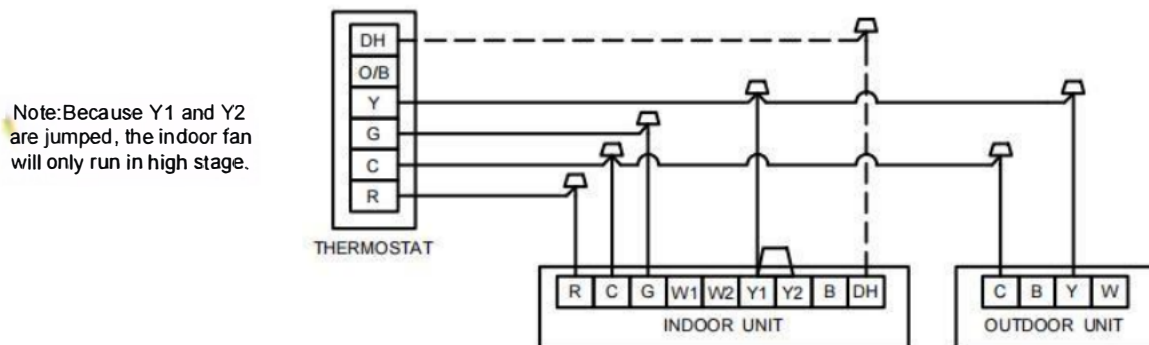 Note:Because Y1 and Y2
are jumped, the indoor fan
will only run in high stage.
DH
O/B
Y
G
C
R
THERMOSTAT
R C G W1 W2 Y1 Y2 B DH
INDOOR UNIT
C B Y W
OUTDOOR UNIT